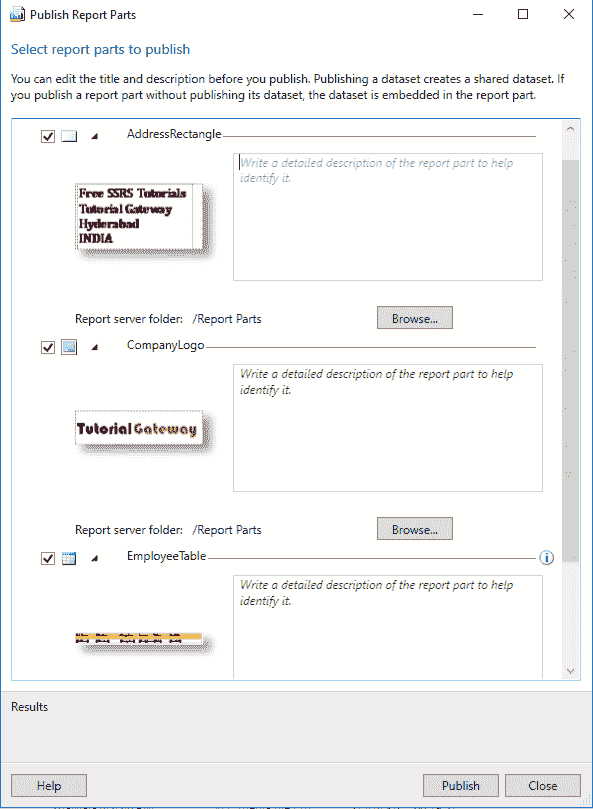 Publish Report Parts
Select report parts to publish
You can edit the title and description before you publish. Publishing a dataset creates a shared dataset. If
you publish a report part without publishing its dataset, the dataset is embedded in the report part.
AddressRectangle
Write a detailed description of the report part to help
identify it.
Free SSRS Tutorials
Tutorial Gateway
Hyderabad
INDIA
Report server folder: /Report Parts
Browse...
CompanyLogo
Write a detailed description of the report part to help
identify it.
Tutorial Gateway
Report server folder: /Report Parts
Browse...
EmployeeTable
Write a detailed description of the report part to help
identify it.
Results
Help
Publish
Close